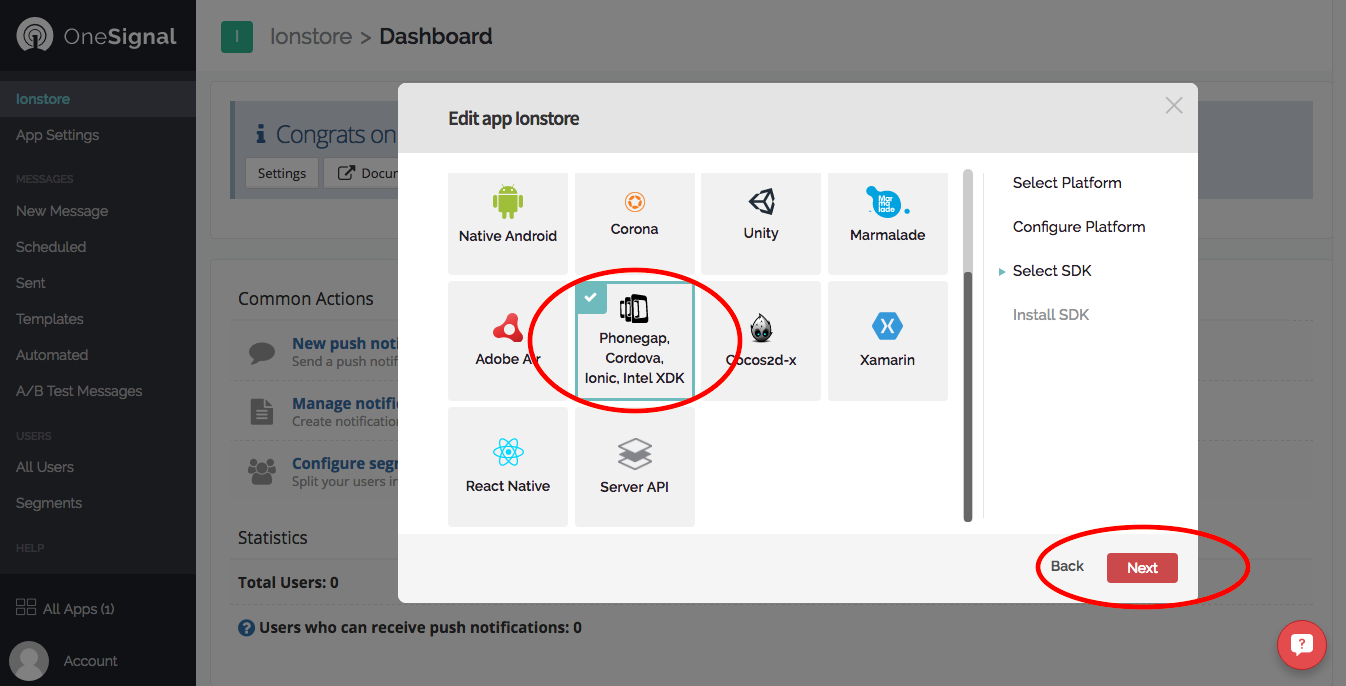 OneSignal
I
Ionstore > Dashboard
Ionstore
App Settings
MESSAGES
New Message
Scheduled
Sent
Templates
Automated
A/B Test Messages
USERS
All Users
Segments
HELP
All Apps (1)
Account
Congrats on
Settings
Docu
Common Actions
New push noti
Send a push notif
Manage notifi
Create notification
Configure segr
Split your users in
Statistics
Total Users: 0
Users who can receive push notifications: 0
Edit app Ionstore
Native Android
Corona
Unity
Marmalade
Mar
ma
lade
Adobe Air
Phonegap,
Cordova,
Ionic, Intel XDK
Cocos2d-x
Xamarin
React Native
Server API
Select Platform
Configure Platform
Select SDK
Install SDK
Back
Next